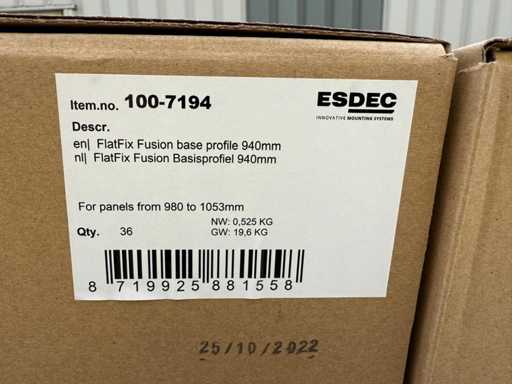 Item.no. 100-7194
ESDEC
INNOVATIVE MOUNTING SYSTEMS
Descr.
en| FlatFix Fusion base profile 940mm
nl| FlatFix Fusion Basisprofiel 940mm
For panels from 980 to 1053mm
NW: 0,525 KG
Qty. 36 GW: 19,6 KG
8 719925 881558
25/10/2022